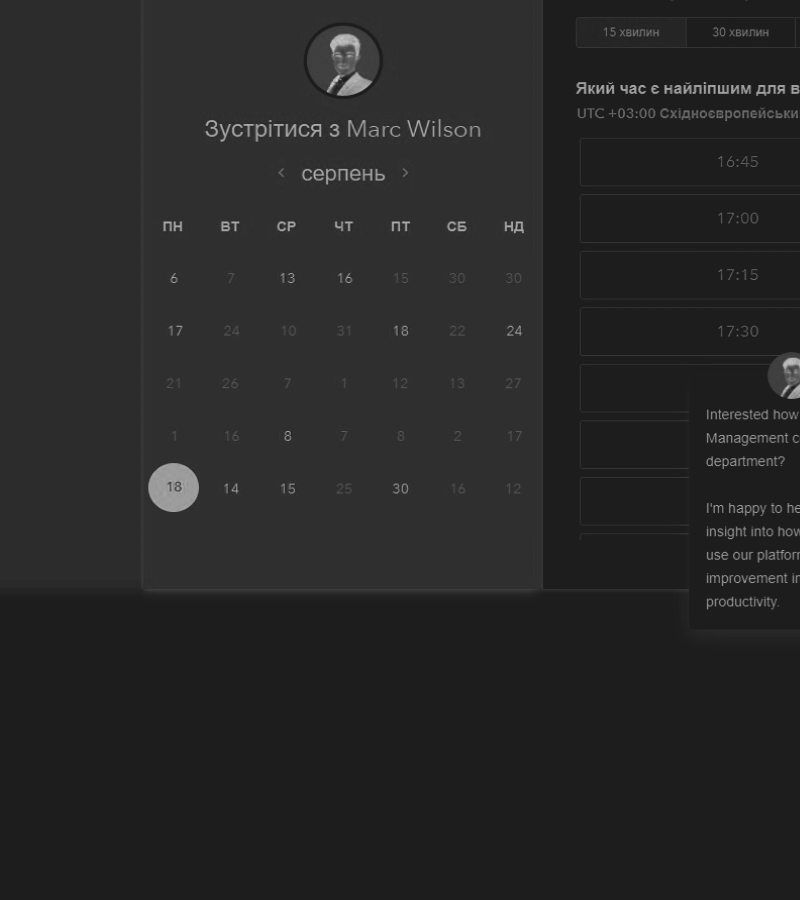 Зустрітися з Marc Wilson
< серпень >
ПН ВТ СР ЧТ ПТ СБ НД
6 7 13 16 15 30 30
17 24 10 31 18 22 24
21 26 7 1 12 13 27
1 16 8 7 8 2 17
18 14 15 25 30 16 12
15 хвилин 30 хвилин
Який час є найліпшим для в
UTC +03:00 Східноєвропейськи
16:45
17:00
17:15
17:30
Interested how
Management c
department?
I'm happy to he
insight into how
use our platfor
improvement in
productivity.